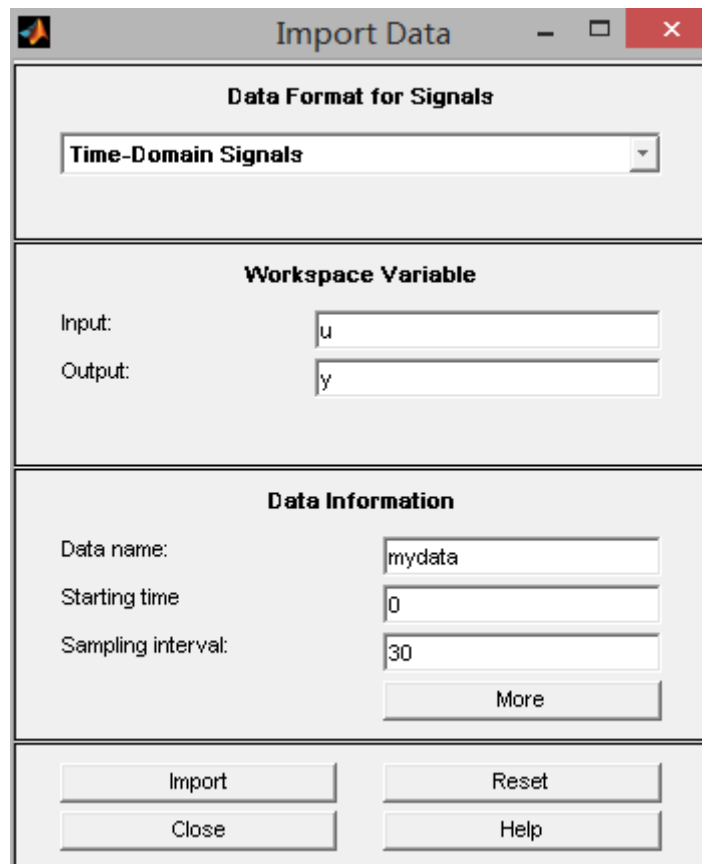 Import Data
Data Format for Signals
Time-Domain Signals
Workspace Variable
Input: u
Output: y
Data Information
Data name: mydata
Starting time 0
Sampling interval: 30
More
Import Reset
Close Help